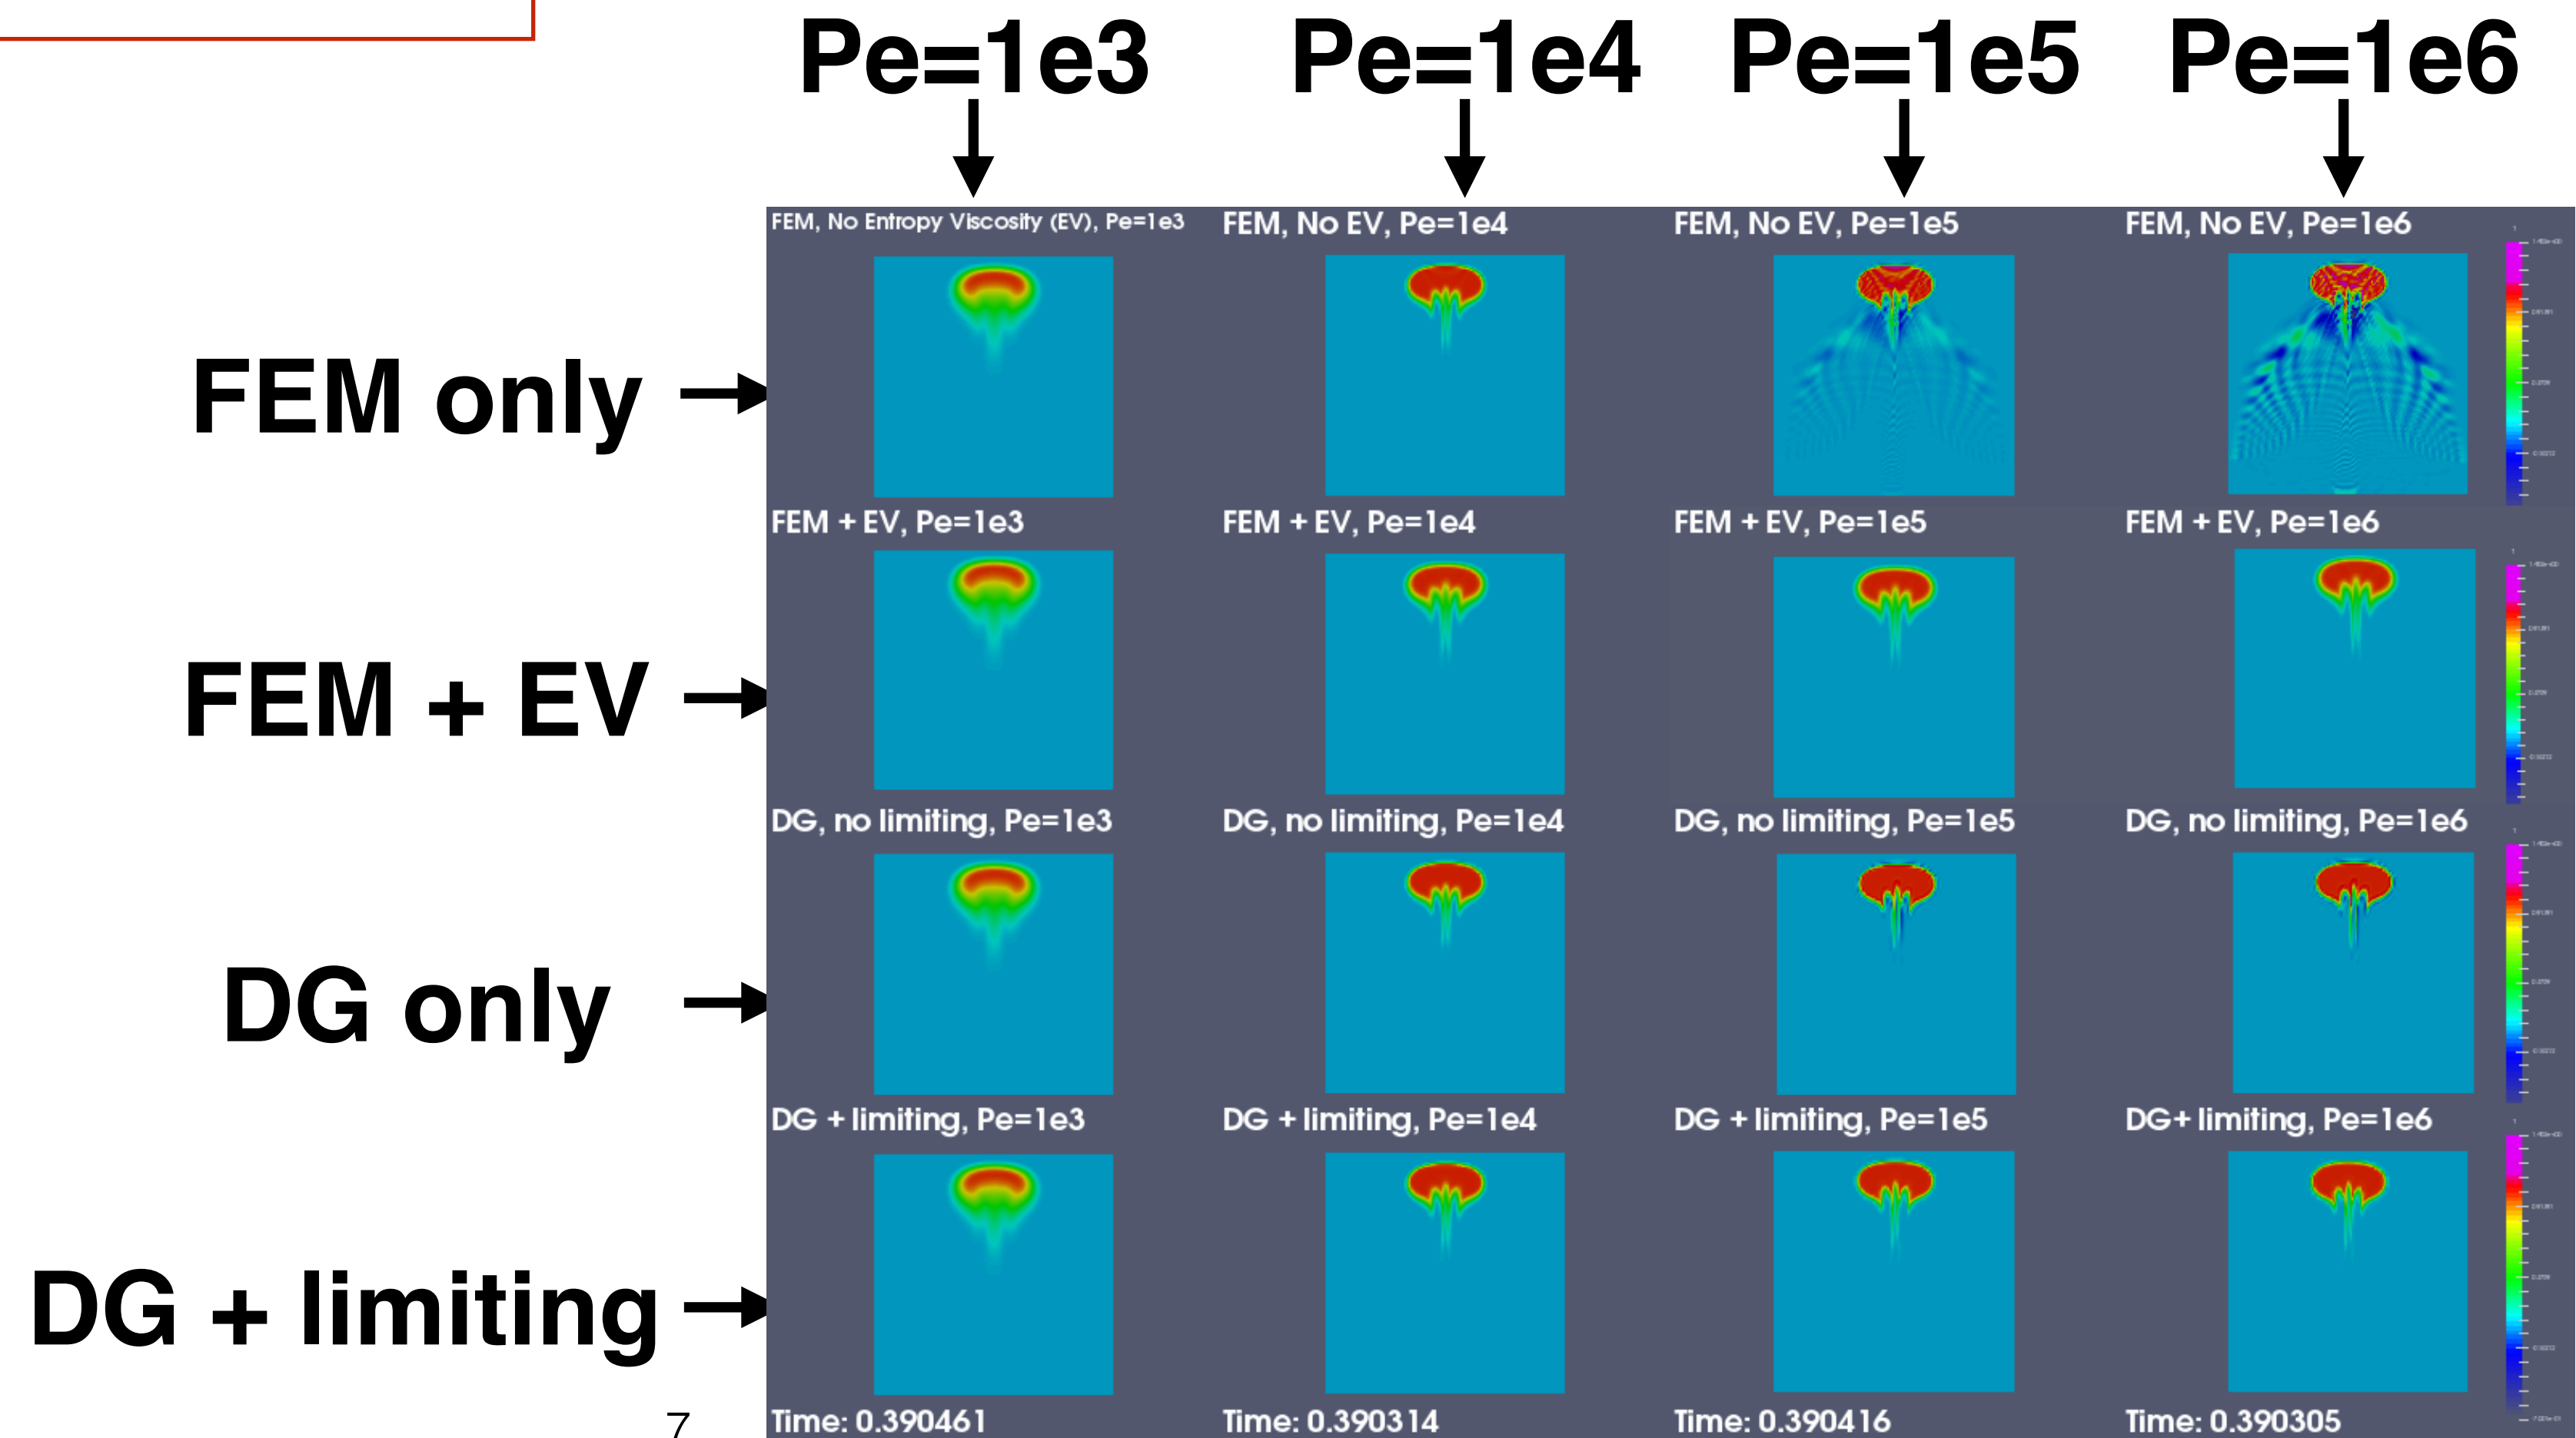 Pe=1e3 Pe=1e4 Pe=1e5 Pe=1e6
FEM, No Entropy Viscosity (EV), Pe=1e3
FEM, No EV, Pe=1e4
FEM, No EV, Pe=1e5
FEM, No EV, Pe=1e6
FEM only
FEM + EV, Pe=1e3
FEM + EV, Pe=1e4
FEM + EV, Pe=1e5
FEM + EV, Pe=1e6
FEM + EV
DG, no limiting, Pe=1e3
DG, no limiting, Pe=1e4
DG, no limiting, Pe=1e5
DG, no limiting, Pe=1e6
DG only
DG + limiting, Pe=1e3
DG + limiting, Pe=1e4
DG + limiting, Pe=1e5
DG+ limiting, Pe=1e6
DG + limiting
7
Time: 0.390461
Time: 0.390314
Time: 0.390416
Time: 0.390305